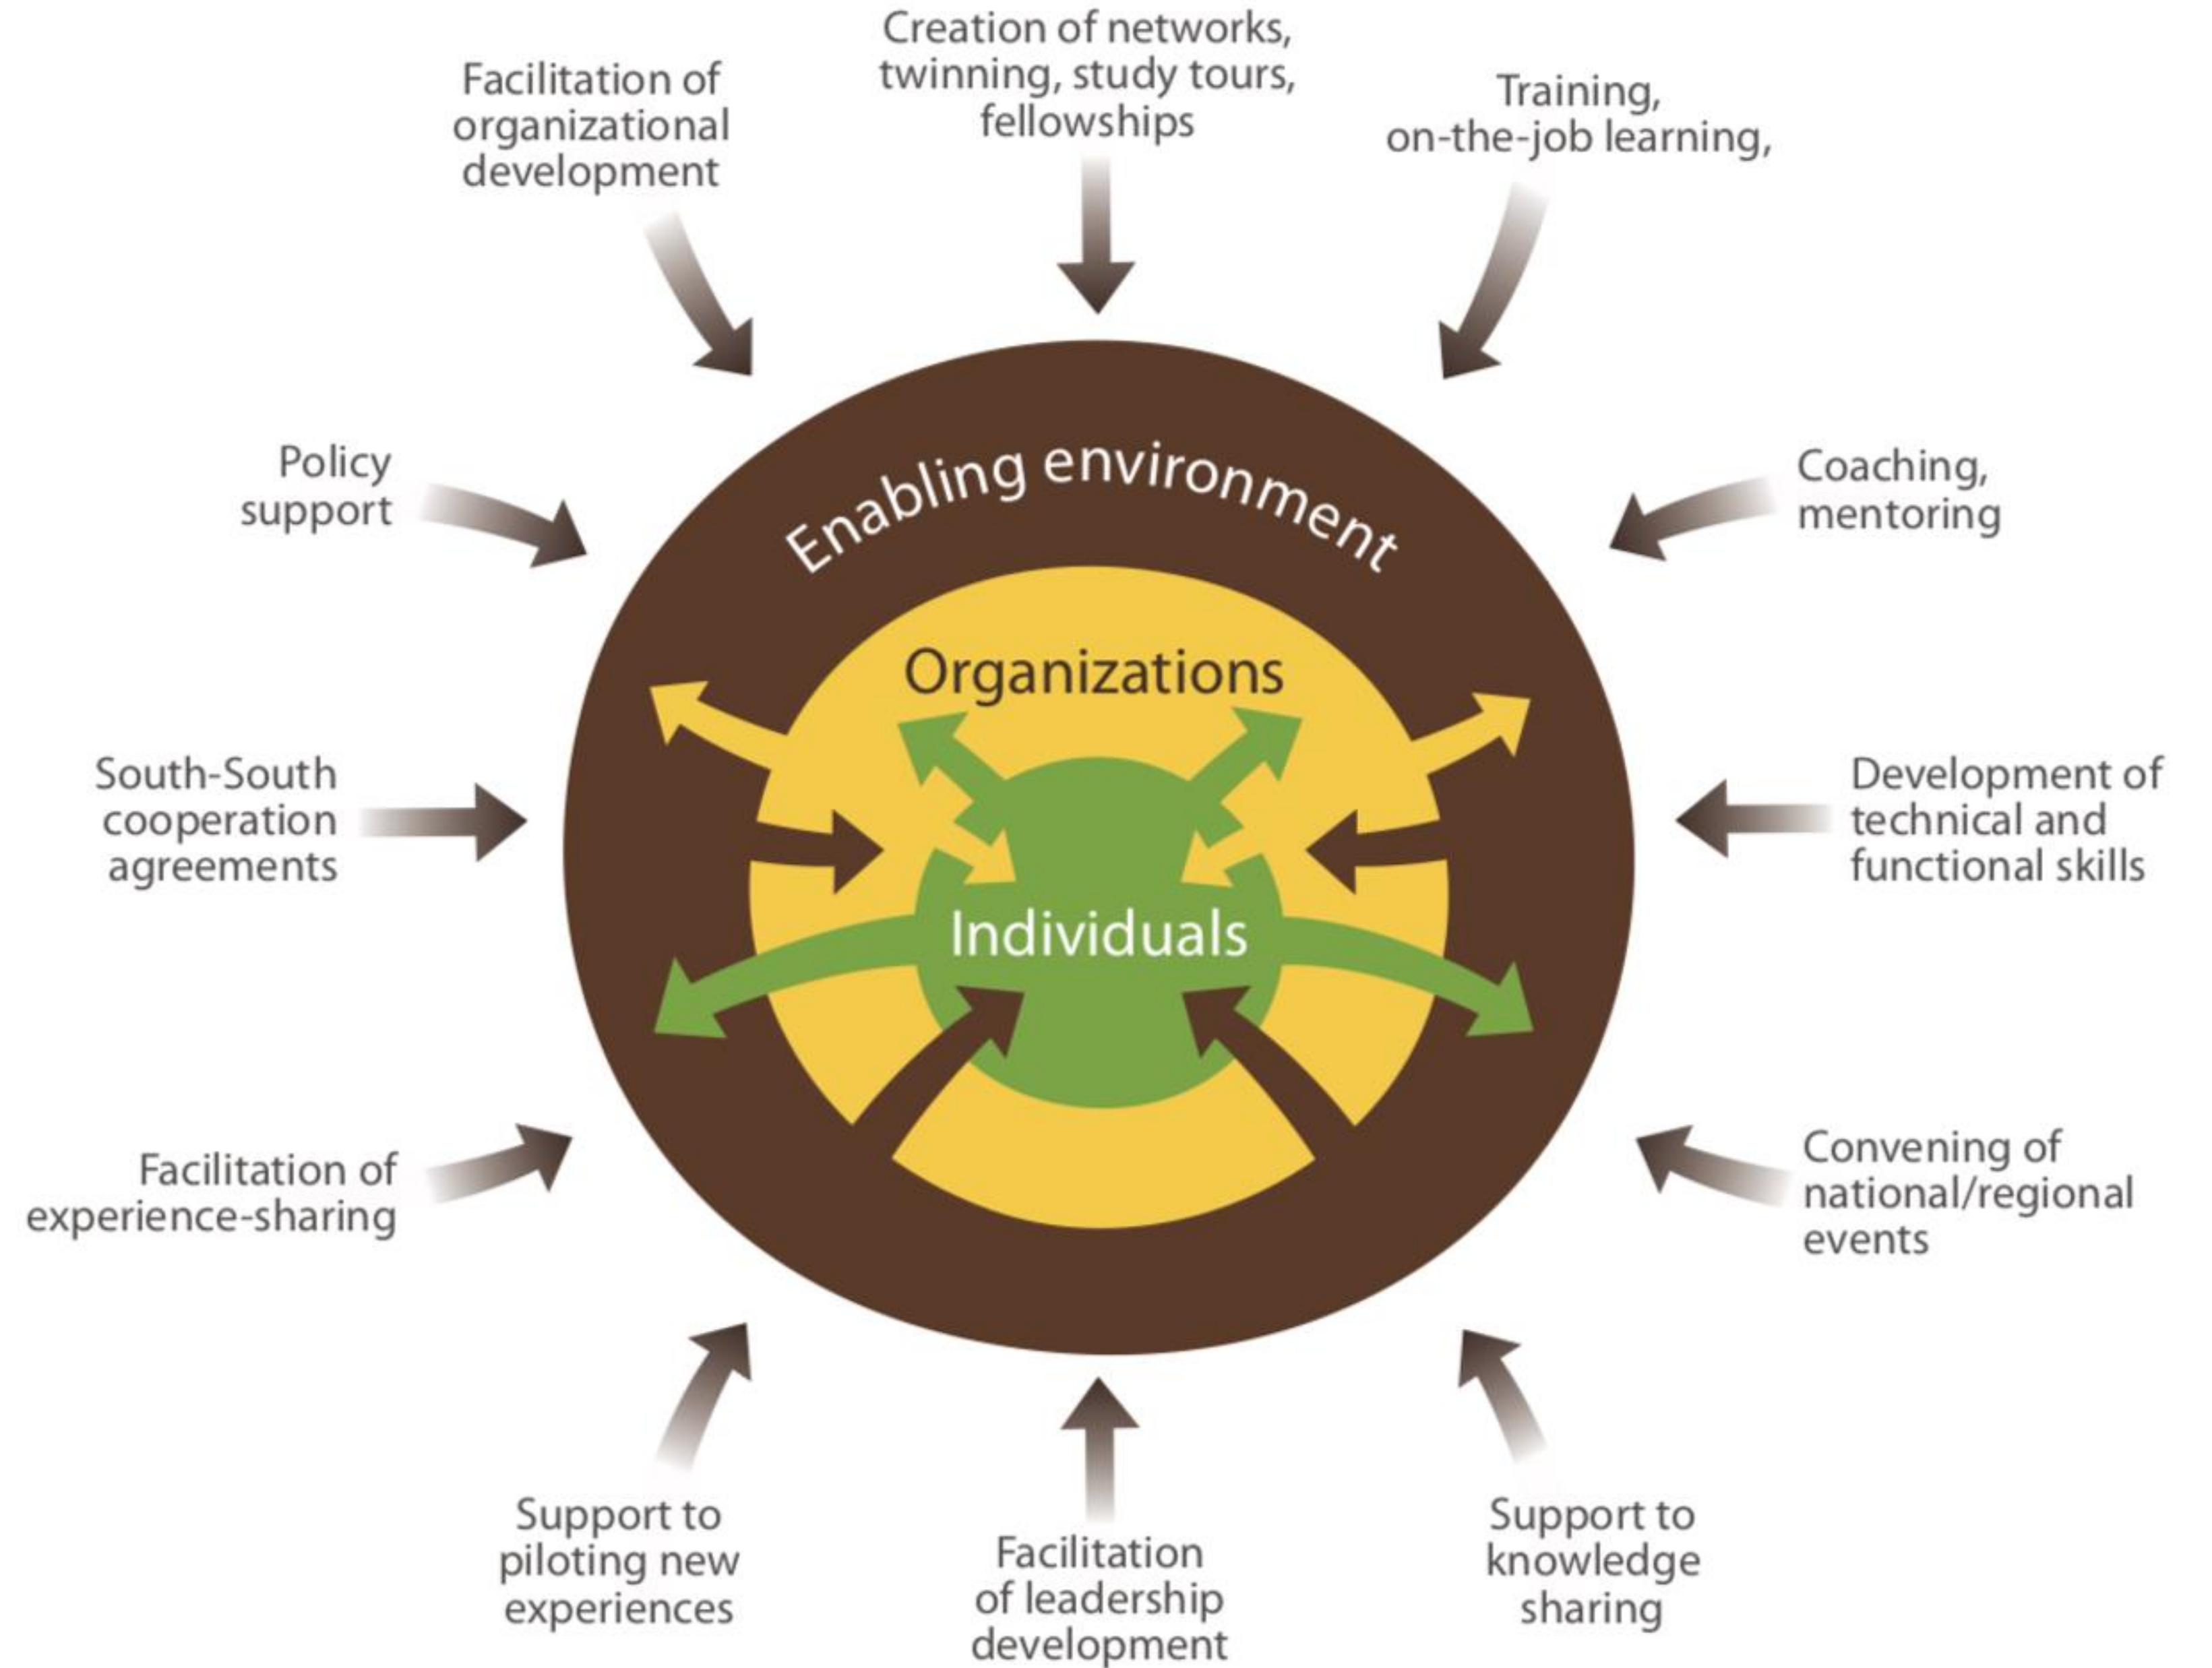 Creation of networks,
twinning, study tours,
fellowships
Facilitation of
organizational
development
Training,
on-the-job learning,
Policy
support
Coaching,
mentoring
Enabling environment
Organizations
Individuals
South-South
cooperation
agreements
Development of
technical and
functional skills
Facilitation of
experience-sharing
Convening of
national/regional
events
Support to
piloting new
experiences
Facilitation
of leadership
development
Support to
knowledge
sharing